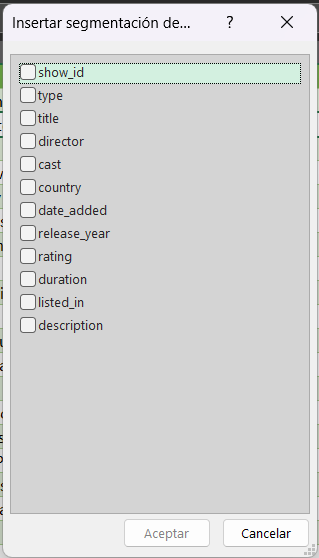 Insertar segmentación de...
?
show_id
type
title
director
cast
country
date_added
release_year
rating
duration
listed_in
description
Aceptar
Cancelar